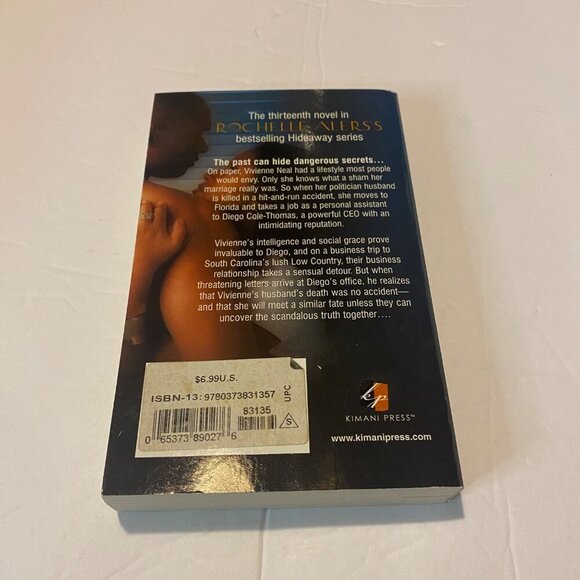 The thirteenth novel in
ROCHELLE ALERS'S
bestselling Hideaway series
The past can hide dangerous secrets...
On paper, Vivienne Neal had a lifestyle most people
would envy. Only she knows what a sham her
marriage really was. So when her politician husband
is killed in a hit-and-run accident, she moves to
Florida and takes a job as a personal assistant
to Diego Cole-Thomas, a powerful CEO with an
intimidating reputation.
Vivienne's intelligence and social grace prove
invaluable to Diego, and on a business trip to
South Carolina's lush Low Country, their business
relationship takes a sensual detour. But when
threatening letters arrive at Diego's office, he realizes
that Vivienne's husband's death was no accident—
and that she will meet a similar fate unless they can
uncover the scandalous truth together....
$6.99U.S.
ISBN-13: 9780373831357
83135
UPC
S
0 65373 89027 6
kp
KIMANI PRESS™
www.kimanipress.com